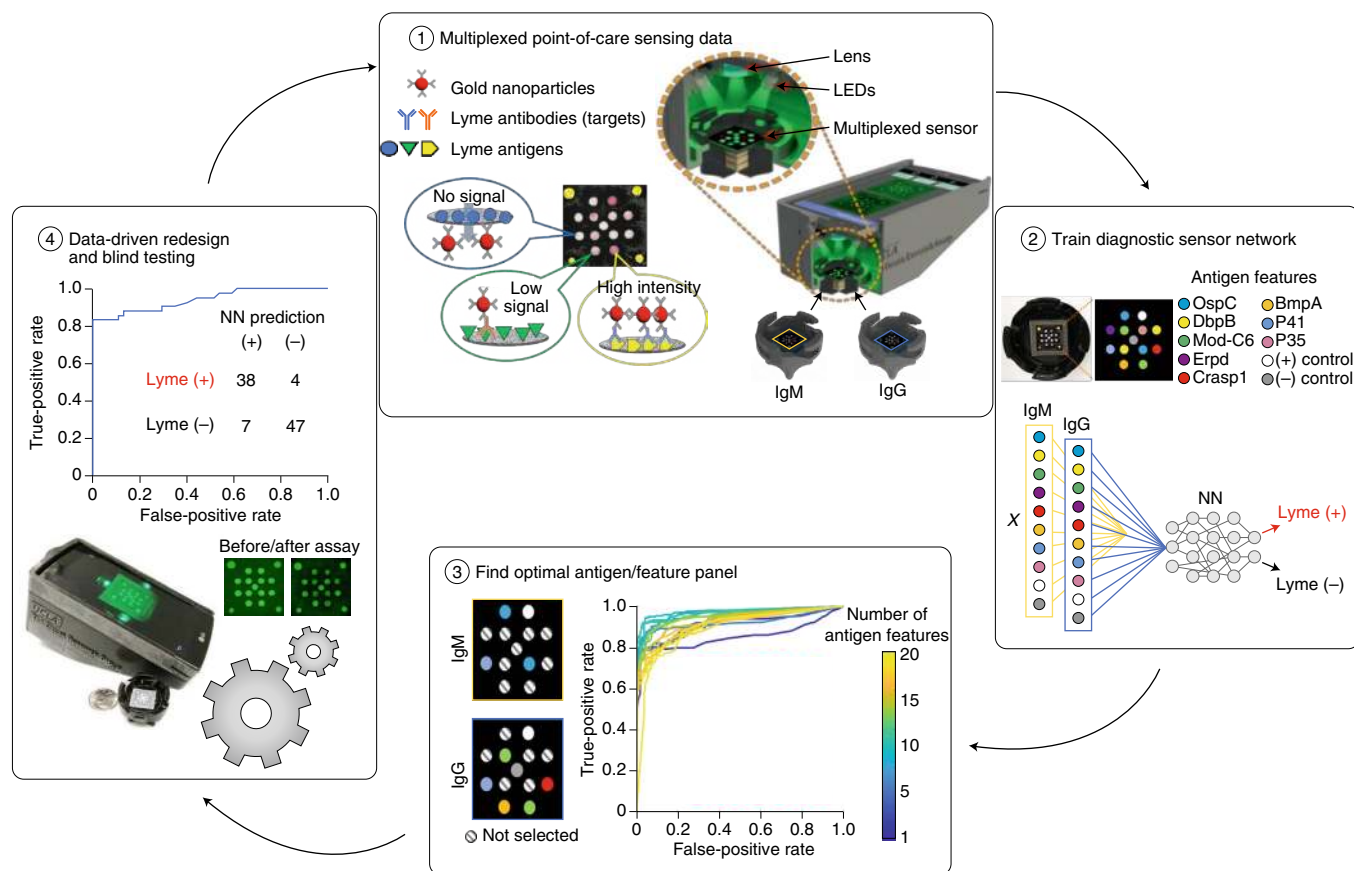 1 Multiplexed point-of-care sensing data
Gold nanoparticles
Lyme antibodies (targets)
Lyme antigens
Lens
LEDs
Multiplexed sensor
No signal
Low
signal
High intensity
IgM
IgG
2 Train diagnostic sensor network
Antigen features
OspC
DbpB
Mod-C6
Erpd
Crasp1
BmpA
P41
P35
(+) control
(–) control
IgM
IgG
X
NN
Lyme (+)
Lyme (–)
3 Find optimal antigen/feature panel
IgM
IgG
Not selected
True-positive rate
1.0
0.8
0.6
0.4
0.2
0
0 0.2 0.4 0.6 0.8 1.0
False-positive rate
Number of
antigen features
20
15
10
5
1
4 Data-driven redesign
and blind testing
True-positive rate
1.0
0.8
0.6
0.4
0.2
0
NN prediction
(+) (–)
Lyme (+) 38 4
Lyme (–) 7 47
0 0.2 0.4 0.6 0.8 1.0
False-positive rate
Before/after assay
UCLA